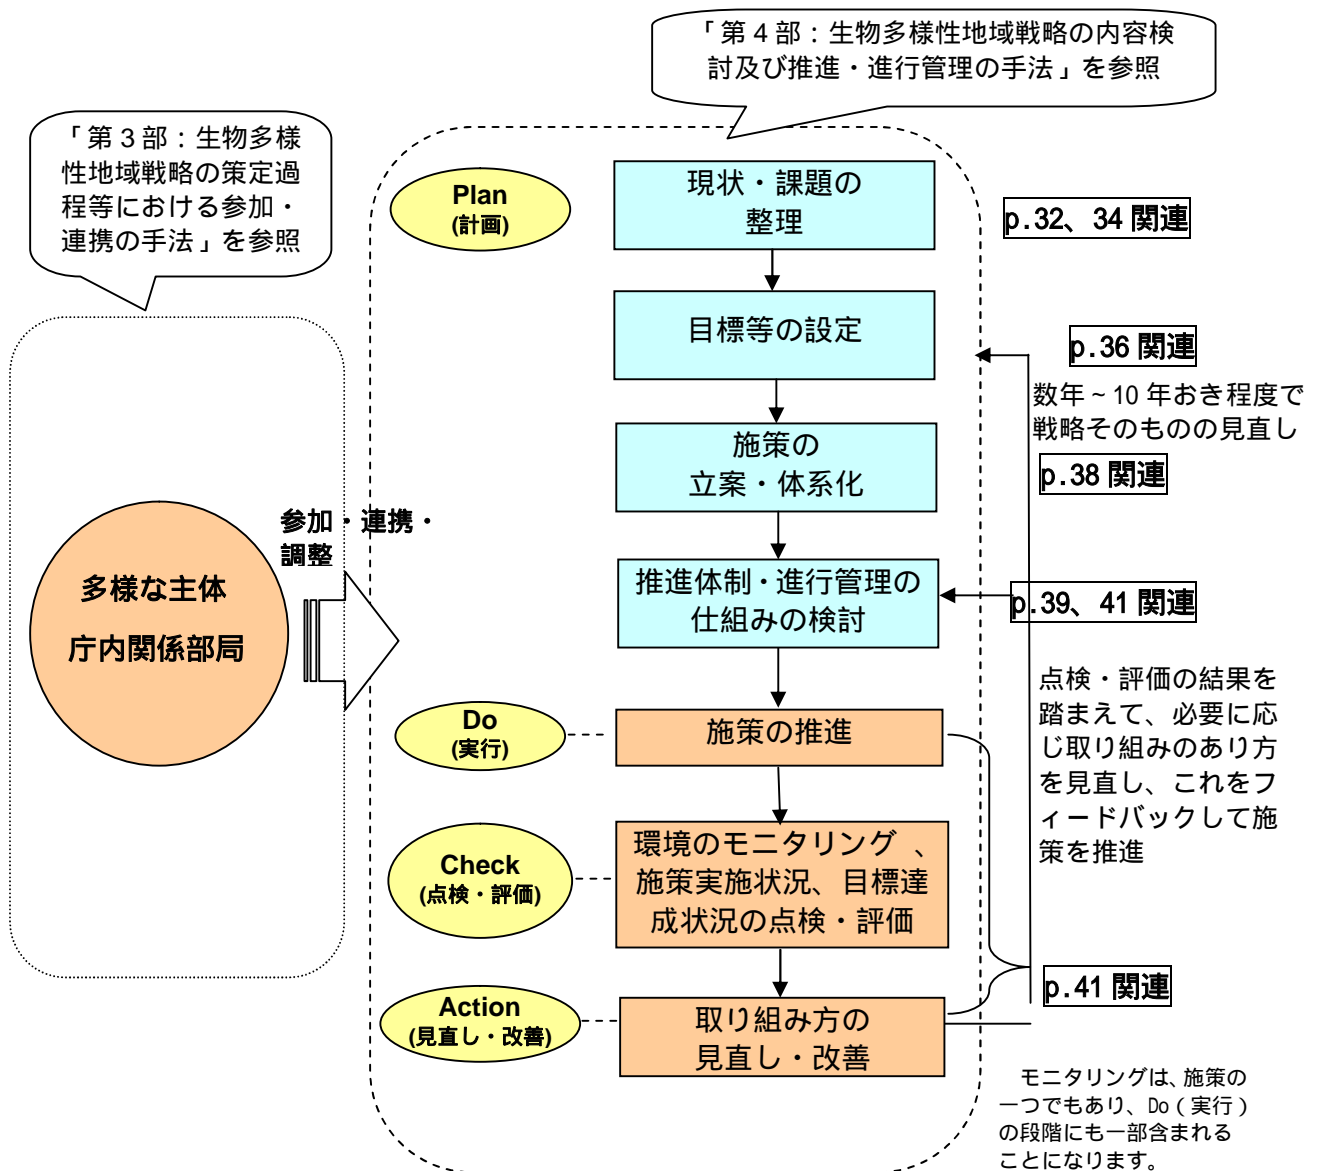 「第４部：生物多様性地域戦略の内容検
討及び推進・進行管理の手法」を参照
「第３部：生物多様
性地域戦略の策定過
程等における参加・
連携の手法」を参照
Plan
(計画)
現状・課題の
整理
p.32、34 関連
目標等の設定
p.36 関連
数年～10 年おき程度で
戦略そのものの見直し
施策の
立案・体系化
p.38 関連
参加・連携・
調整
多様な主体
庁内関係部局
推進体制・進行管理の
仕組みの検討
p.39、41 関連
点検・評価の結果を
踏まえて、必要に応
じ取り組みのあり方
を見直し、これをフ
ィードバックして施
策を推進
Do
(実行)
施策の推進
Check
(点検・評価)
環境のモニタリング 、
施策実施状況、目標達
成状況の点検・評価
p.41 関連
Action
(見直し・改善)
取り組み方の
見直し・改善
モニタリングは、施策の
一つでもあり、Do（実行）
の段階にも一部含まれる
ことになります。